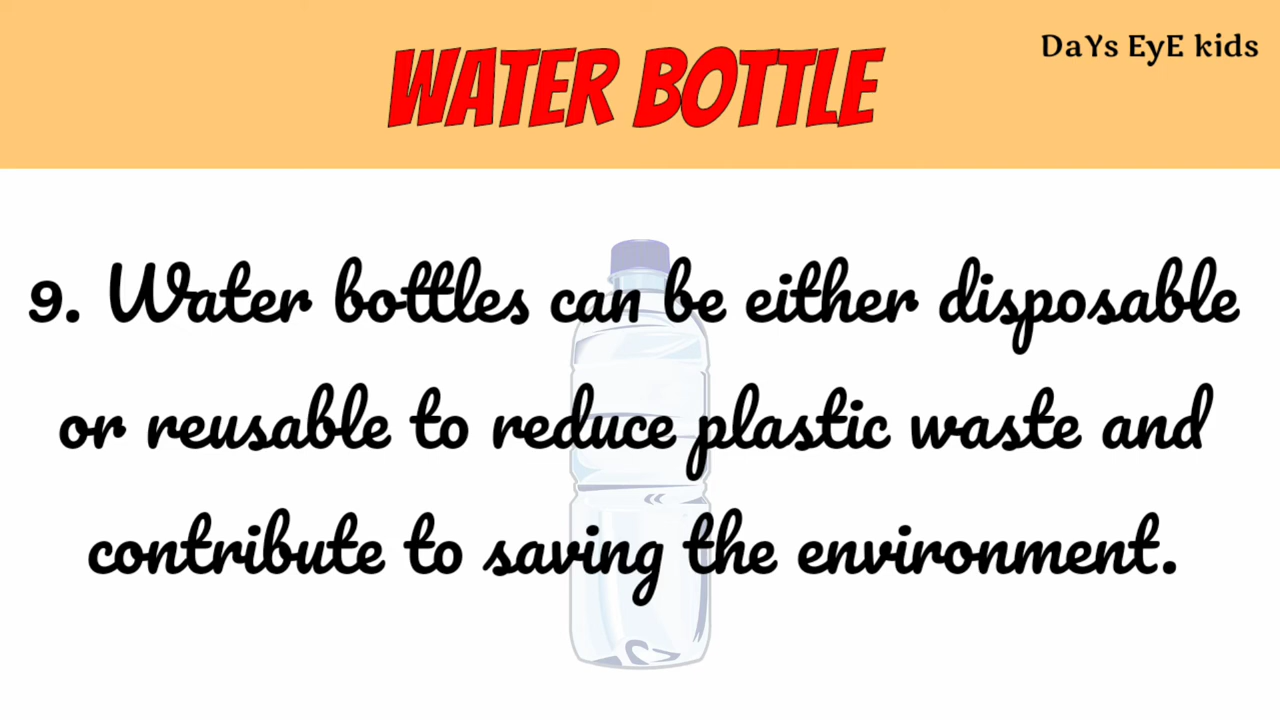 WATER BOTTLE
DaYs EyE kids
9. Water bottles can be either disposable
or reusable to reduce plastic waste and
contribute to saving the environment.